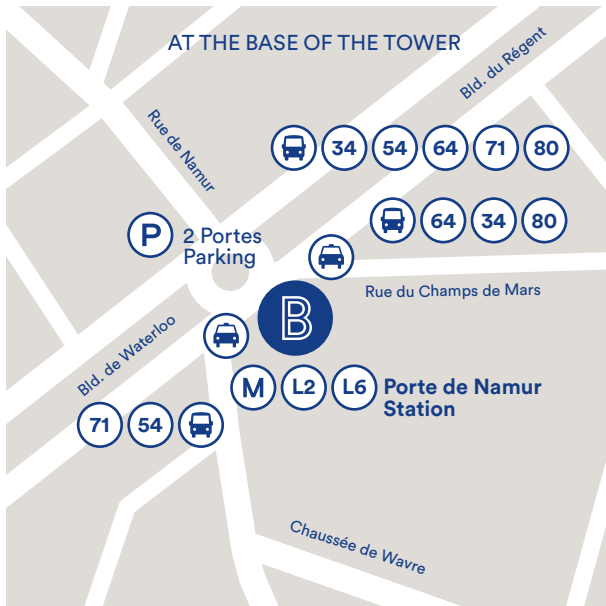 AT THE BASE OF THE TOWER
Bld. du Régent
Rue de Namur
34 54 64 71 80
64 34 80
P
2 Portes
Parking
Rue du Champs de Mars
B
Bld. de Waterloo
M L2 L6
Porte de Namur
Station
71 54
Chaussée de Wavre